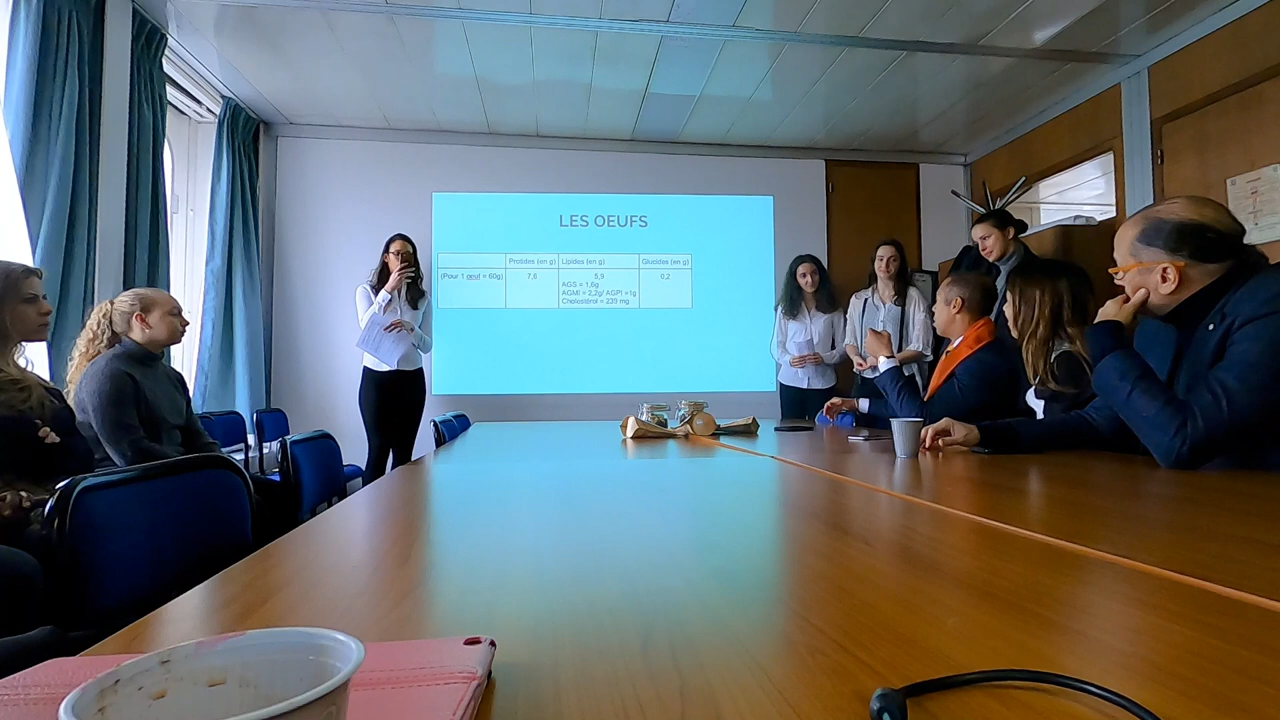 LES OEUFS
Protides (en g) Lipides (en g) Glucides (en g)
(Pour 1 oeuf = 60g) 7,6 5,9 0,2
AGS = 1,6g
AGMI = 2,2g/ AGPI =1g
Cholestérol = 239 mg